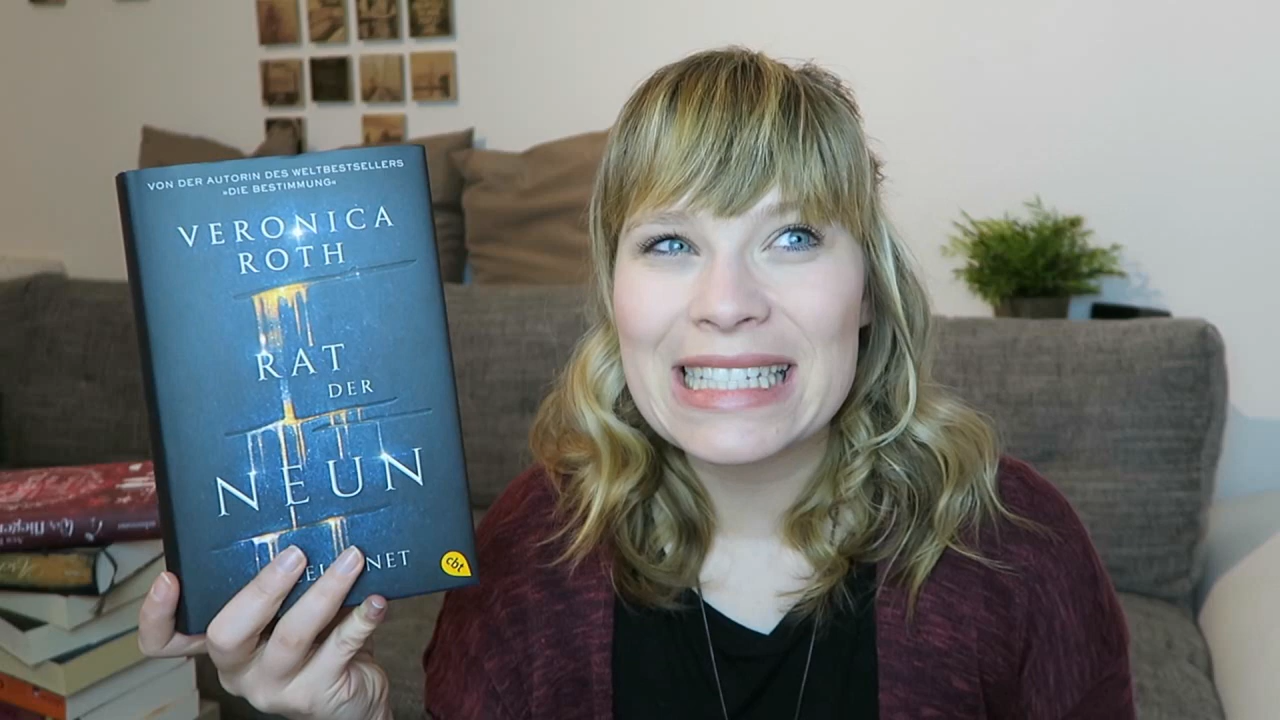 VON DER AUTORIN DES WELTBESTSELLERS
»DIE BESTIMMUNG«
VERONICA
ROTH
RAT
DER
NEUN
cbt